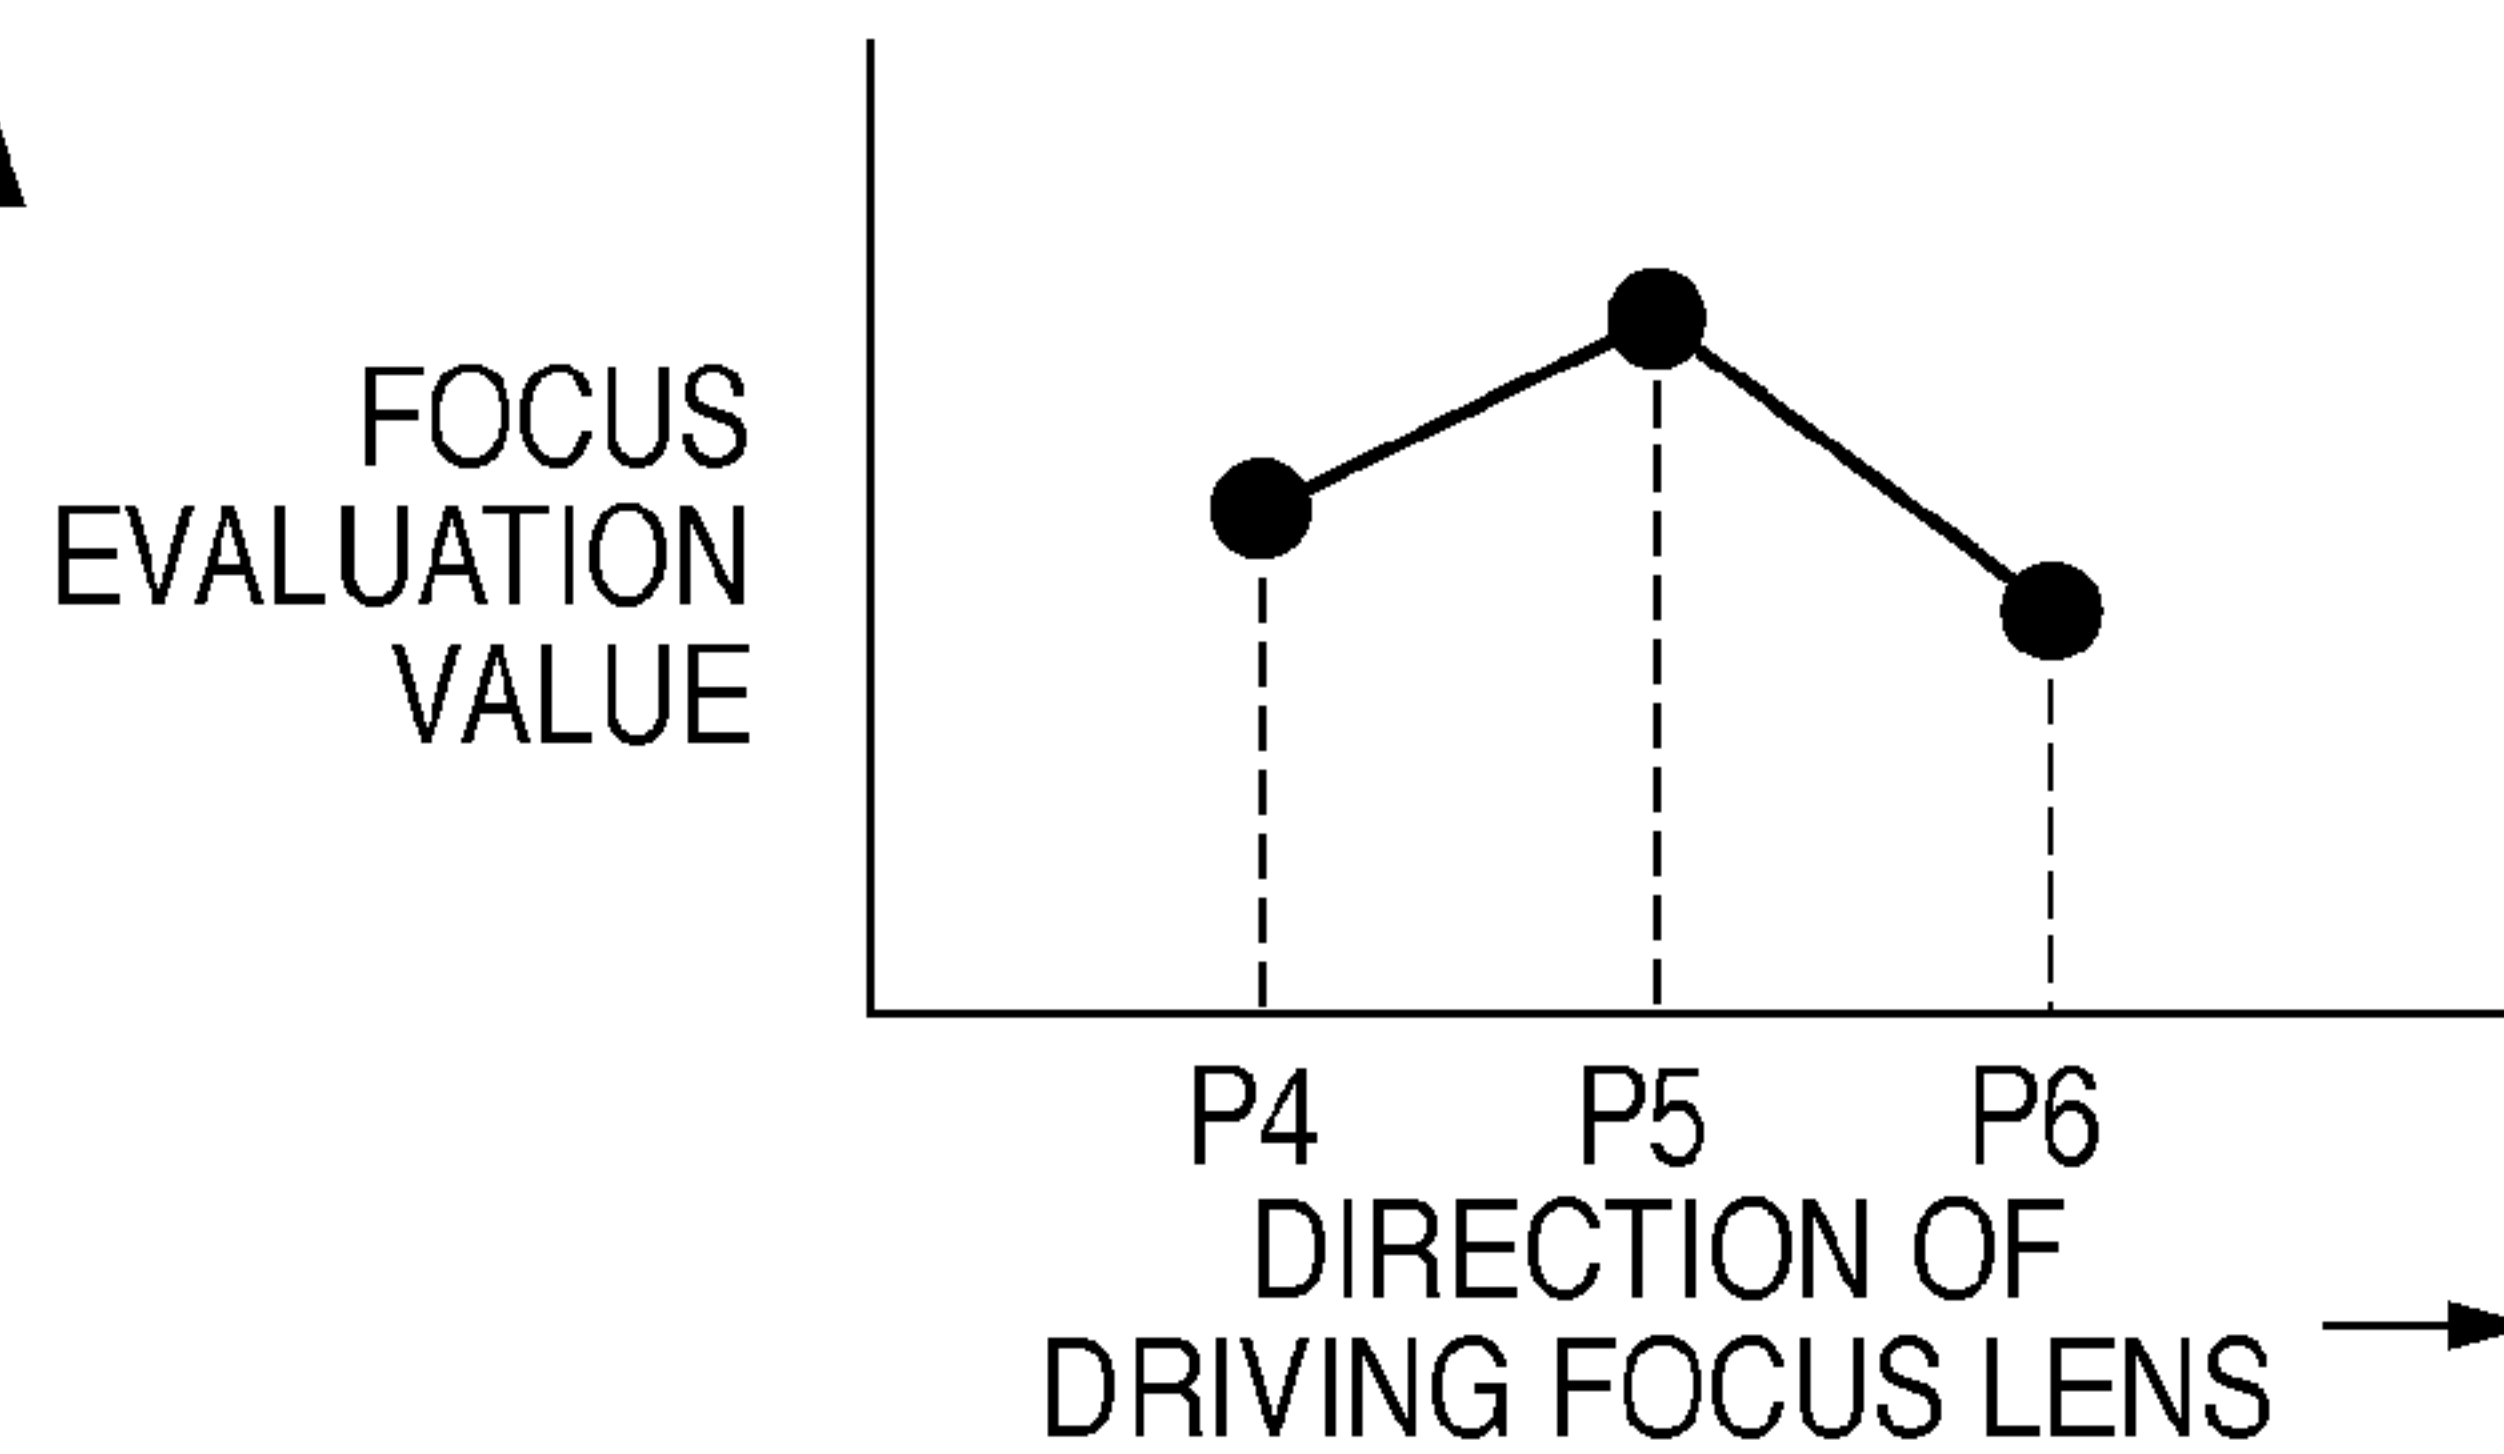 FOCUS
EVALUATION
VALUE
P4 P5 P6
DIRECTION OF
DRIVING FOCUS LENS